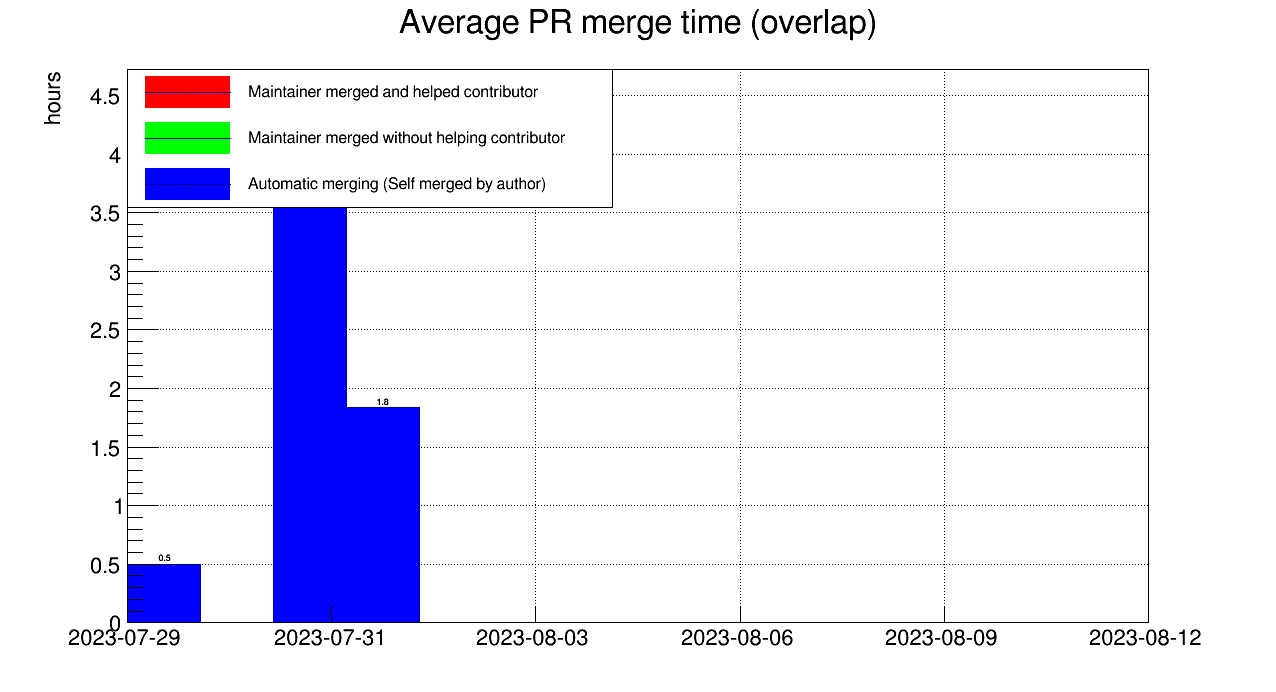 Average PR merge time (overlap)
hours
Maintainer merged and helped contributor
Maintainer merged without helping contributor
Automatic merging (Self merged by author)
4.5
4
3.5
3
2.5
2
1.5
1
0.5
0
1.8
0.5
2023-07-29 2023-07-31 2023-08-03 2023-08-06 2023-08-09 2023-08-12